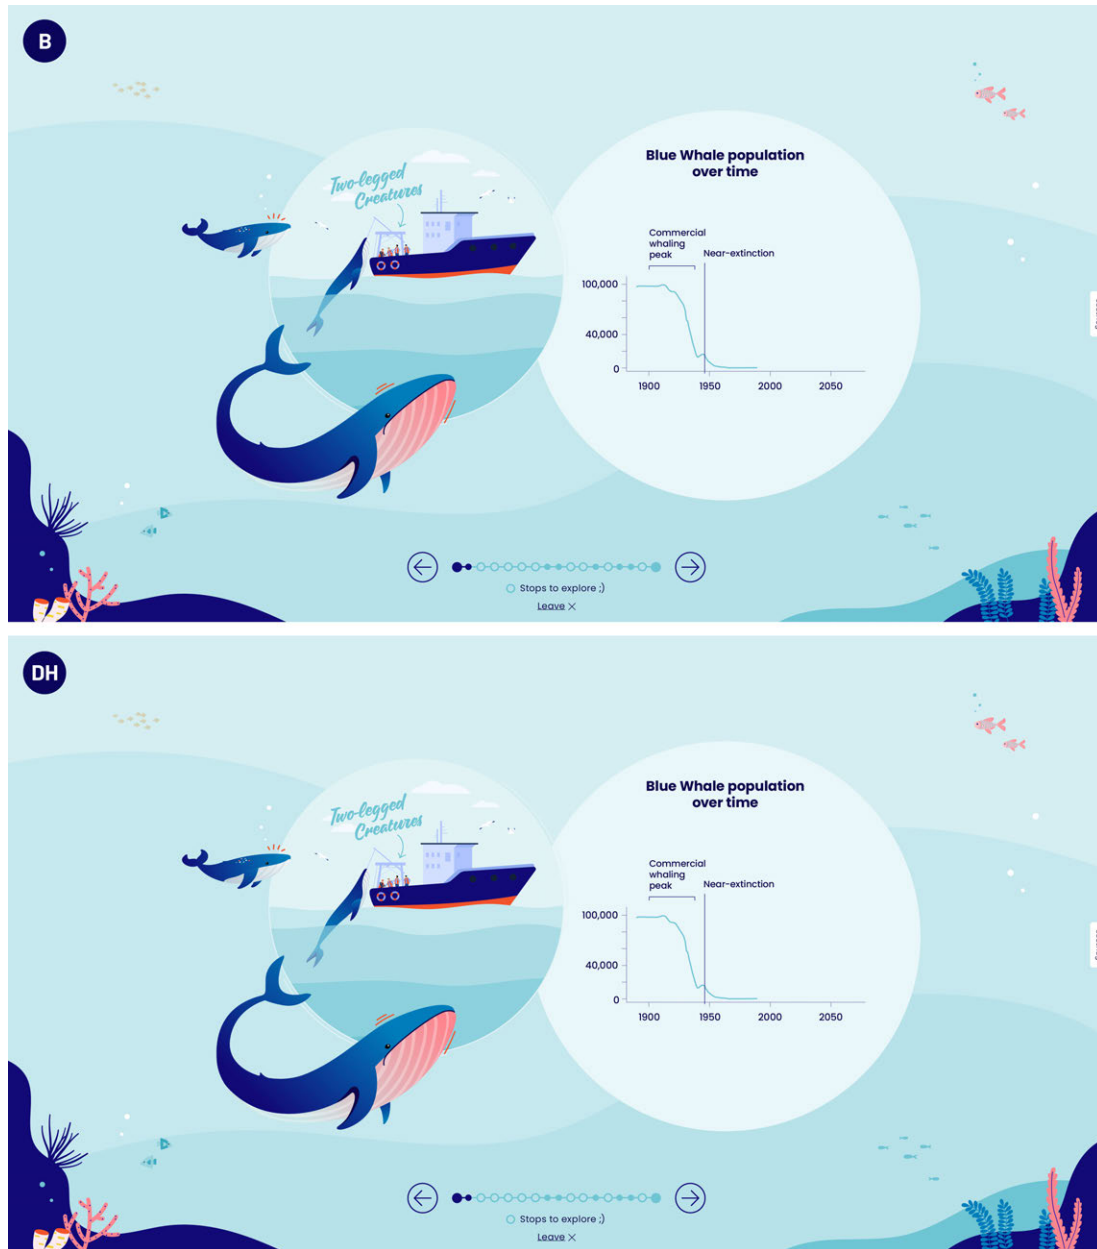 B
Two-legged
Creatures
Blue Whale population
over time
Commercial
whaling
peak
Near-extinction
100,000
40,000
0
1900 1950 2000 2050
Sources
Stops to explore ;)
Leave
DH
Two-legged
Creatures
Blue Whale population
over time
Commercial
whaling
peak
Near-extinction
100,000
40,000
0
1900 1950 2000 2050
Sources
Stops to explore ;)
Leave